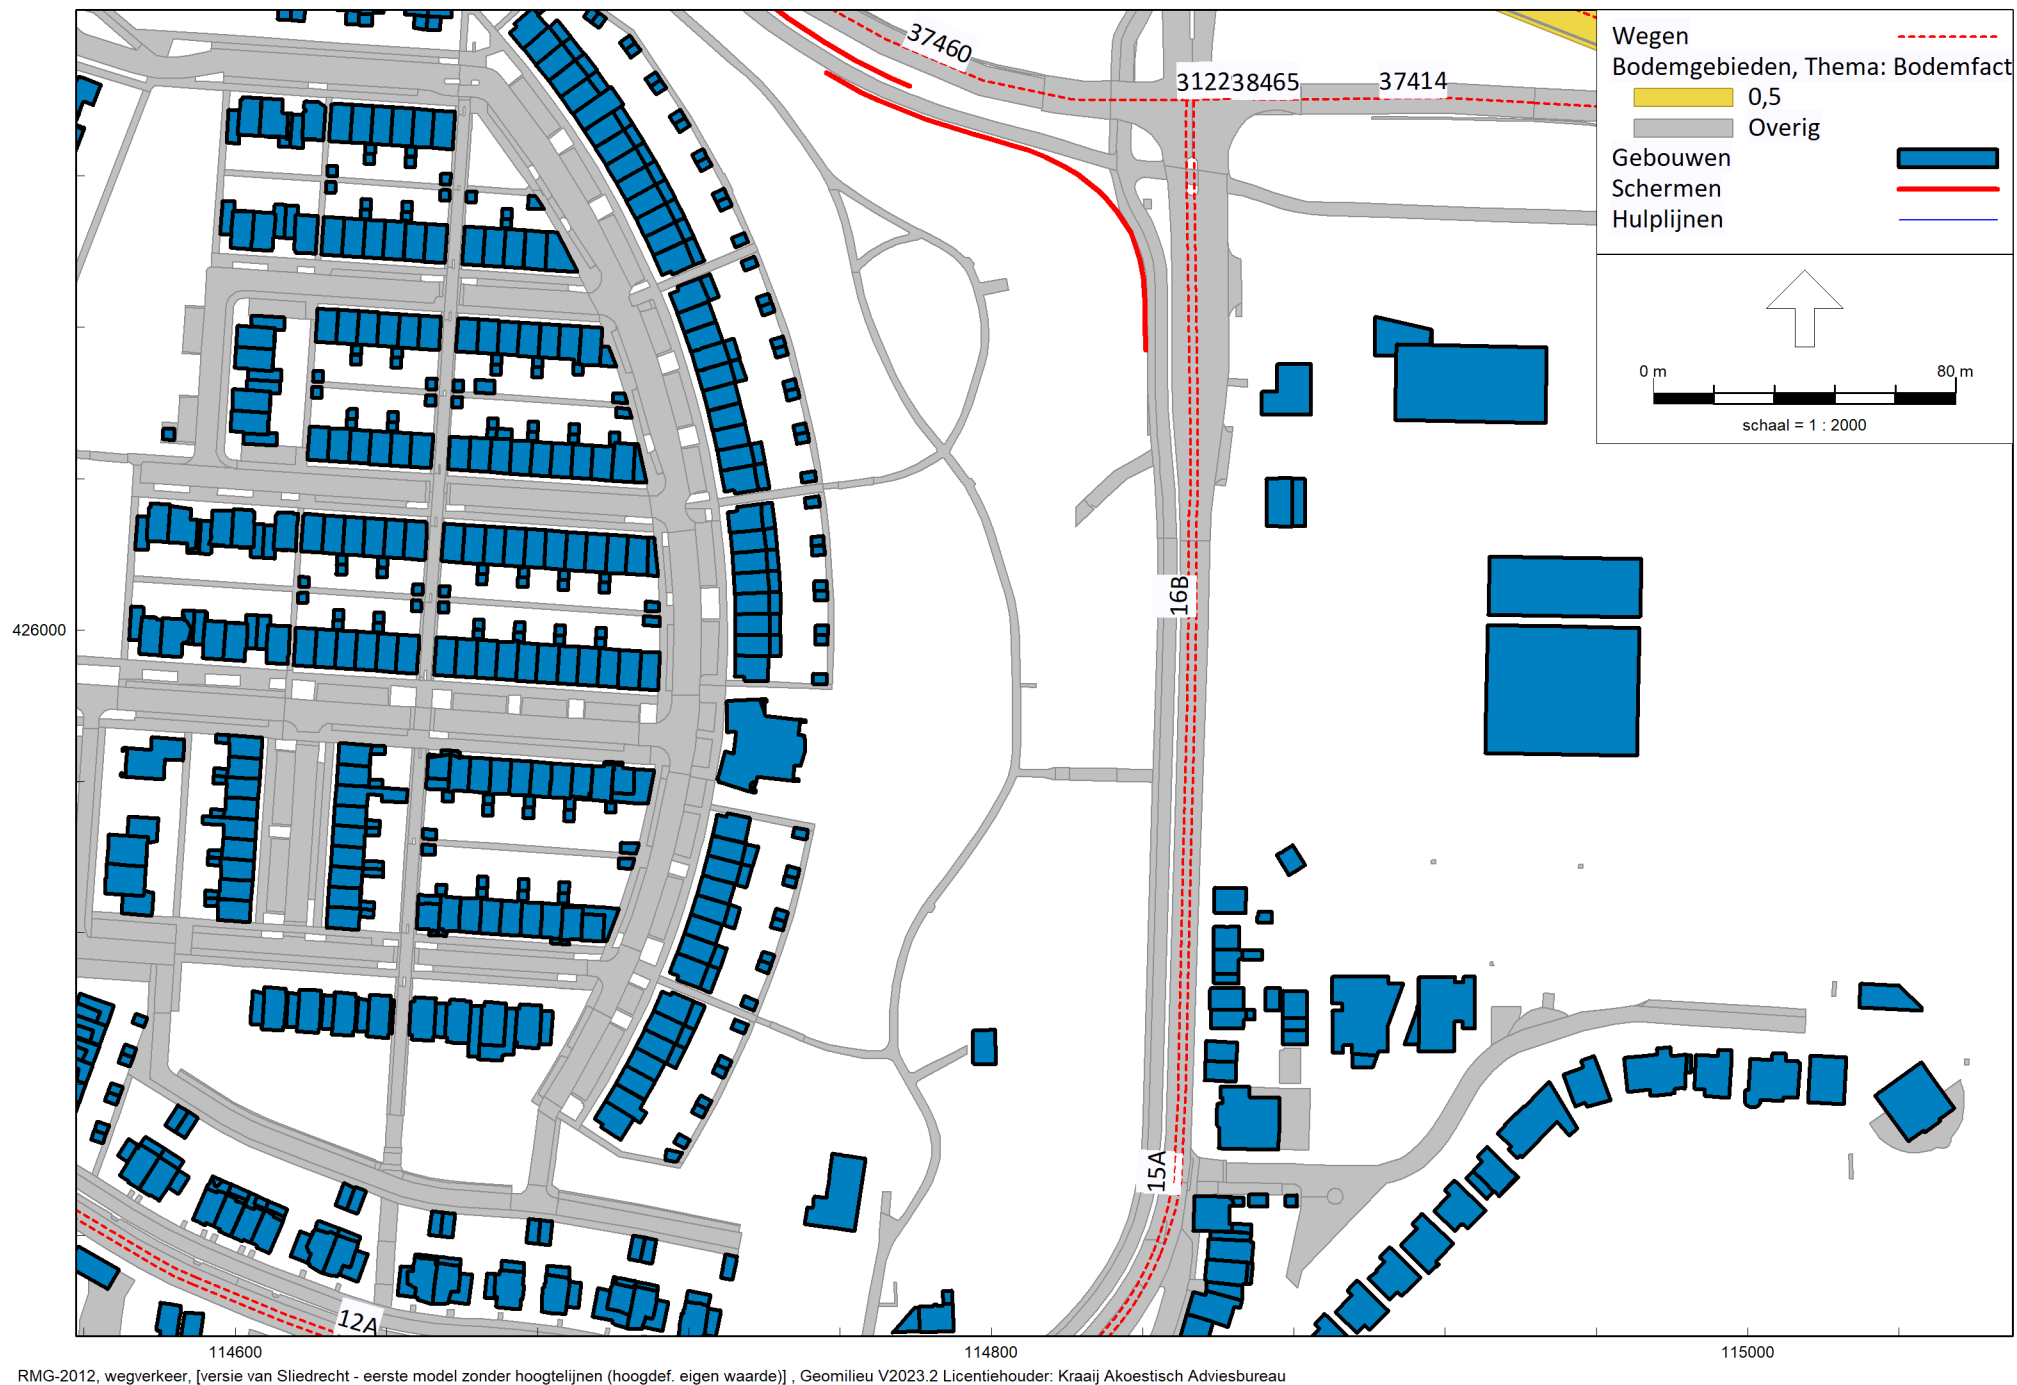 37460
312238465
37414
Wegen
Bodemgebieden, Thema: Bodemfact
0,5
Overig
Gebouwen
Schermen
Hulplijnen
0 m
80 m
schaal = 1 : 2000
16B
426000
15A
12A
114600
114800
115000
RMG-2012, wegverkeer, [versie van Sliedrecht - eerste model zonder hoogtelijnen (hoogdef. eigen waarde)] , Geomilieu V2023.2 Licentiehouder: Kraaij Akoestisch Adviesbureau